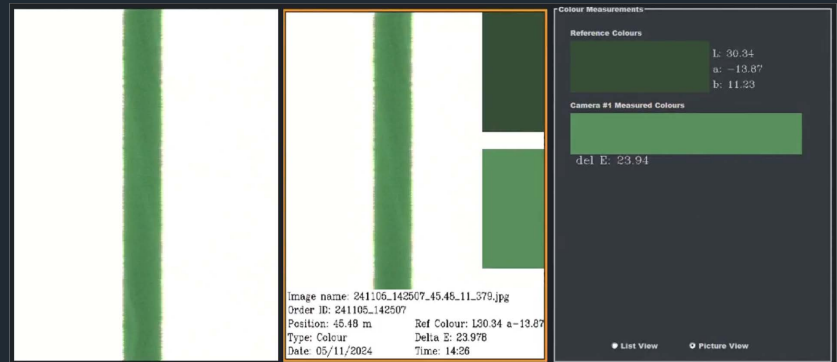 Image name: 241105_142507_45.48_11_379.jpg
Order ID: 241105_142507
Position: 45.48 m
Ref Colour: L30.34 a-13.87
Type: Colour
Delta E: 23.978
Date: 05/11/2024
Time: 14:26
Colour Measurements
Reference Colours
L: 30.34
a: -13.87
b: 11.23
Camera #1 Measured Colours
del E: 23.94
List View
Picture View